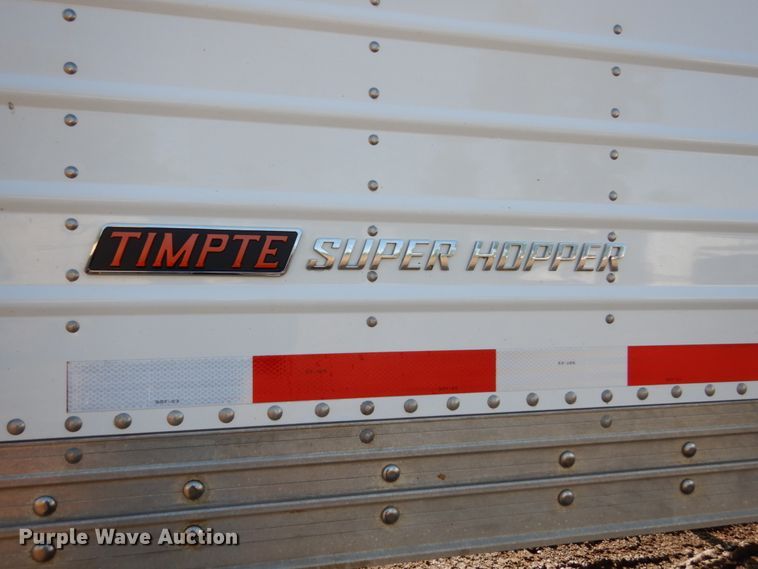 TIMPTE SUPER HOPPER
Purple Wave Auction